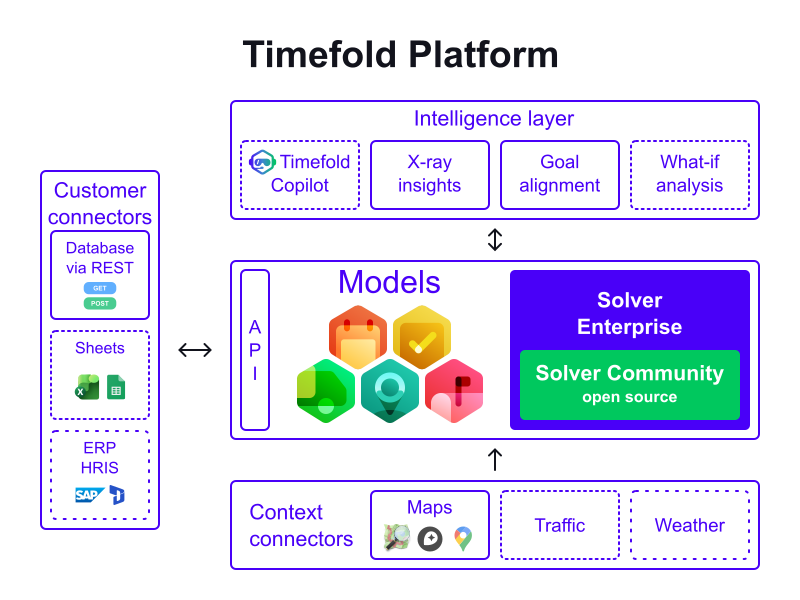 Timefold Platform
Intelligence layer
Timefold
Copilot
X-ray
insights
Goal
alignment
What-if
analysis
Customer
connectors
Database
via REST
GET
POST
Sheets
X
ERP
HRIS
SAP
API
Models
Solver
Enterprise
Solver Community
open source
Context
connectors
Maps
Traffic
Weather